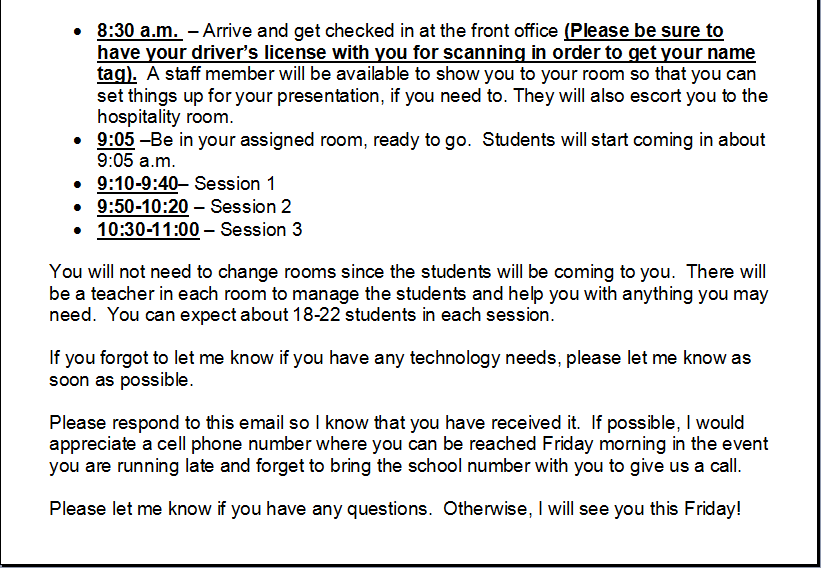 • 8:30 a.m.  – Arrive and get checked in at the front office (Please be sure to
have your driver's license with you for scanning in order to get your name
tag).  A staff member will be available to show you to your room so that you can
set things up for your presentation, if you need to. They will also escort you to the
hospitality room.
• 9:05 –Be in your assigned room, ready to go.  Students will start coming in about
9:05 a.m.
• 9:10-9:40– Session 1
• 9:50-10:20 – Session 2
• 10:30-11:00 – Session 3
You will not need to change rooms since the students will be coming to you.  There will
be a teacher in each room to manage the students and help you with anything you may
need.  You can expect about 18-22 students in each session.
If you forgot to let me know if you have any technology needs, please let me know as
soon as possible.
Please respond to this email so I know that you have received it.  If possible, I would
appreciate a cell phone number where you can be reached Friday morning in the event
you are running late and forget to bring the school number with you to give us a call.
Please let me know if you have any questions.  Otherwise, I will see you this Friday!